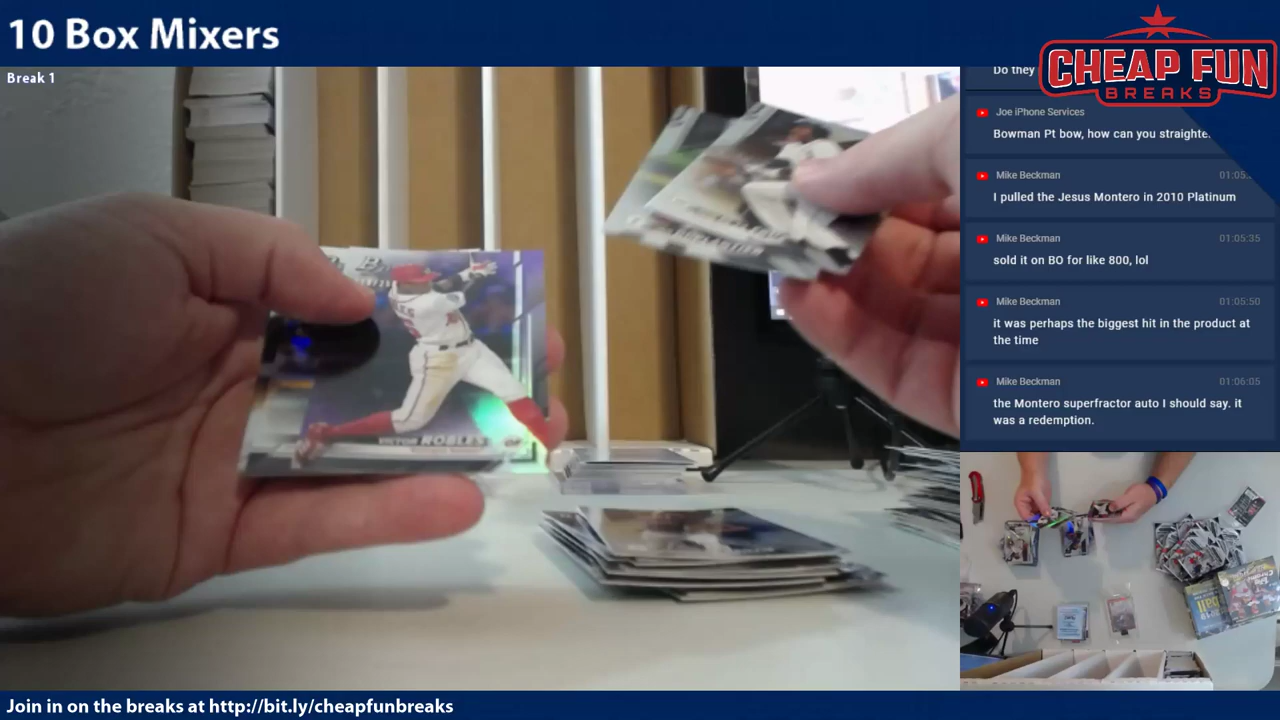 10 Box Mixers
Break 1
CHEAP FUN
BREAKS
Do they
Joe iPhone Services
Bowman Pt bow, how can you straighte.
Mike Beckman
01:05:
I pulled the Jesus Montero in 2010 Platinum
Mike Beckman
01:05:35
sold it on BO for like 800, lol
Mike Beckman
01:05:50
it was perhaps the biggest hit in the product at
the time
Mike Beckman
01:06:05
the Montero superfractor auto I should say. it
was a redemption.
VICTOR ROBLES
Join in on the breaks at http://bit.ly/cheapfunbreaks